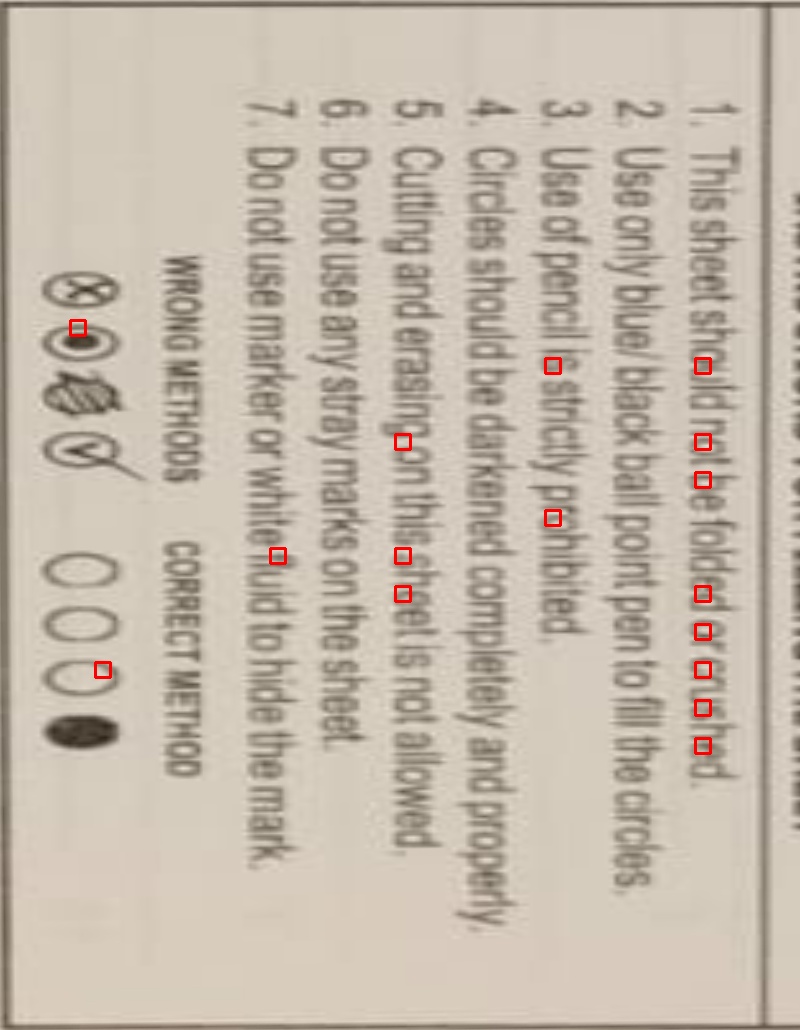 1. This sheet should not be folded or crushed.
2. Use only blue/ black ball point pen to fill the circles.
3. Use of pencil is strictly prohibited.
4. Circles should be darkened completely and properly.
5. Cutting and erasing on this sheet is not allowed.
6. Do not use any stray marks on the sheet.
7. Do not use marker or white fluid to hide the mark.
WRONG METHODS CORRECT METHOD